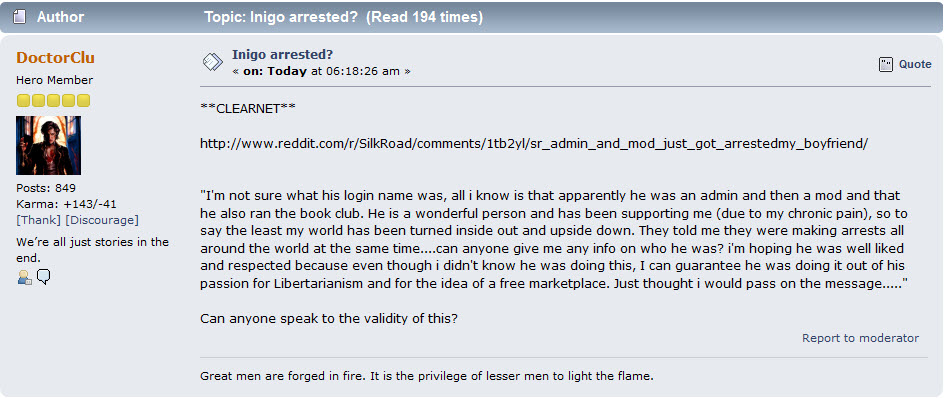 Author Topic: Inigo arrested? (Read 194 times)
DoctorClu
Hero Member
Posts: 849
Karma: +143/-41
[Thank] [Discourage]
We're all just stories in the
end.
Inigo arrested?
« on: Today at 06:18:26 am »
Quote
**CLEARNET**
http://www.reddit.com/r/SilkRoad/comments/1tb2yl/sr_admin_and_mod_just_got_arrestedmy_boyfriend/
"I'm not sure what his login name was, all i know is that apparently he was an admin and then a mod and that
he also ran the book club. He is a wonderful person and has been supporting me (due to my chronic pain), so to
say the least my world has been turned inside out and upside down. They told me they were making arrests all
around the world at the same time....can anyone give me any info on who he was? i'm hoping he was well liked
and respected because even though i didn't know he was doing this, I can guarantee he was doing it out of his
passion for Libertarianism and for the idea of a free marketplace. Just thought i would pass on the message....."
Can anyone speak to the validity of this?
Report to moderator
Great men are forged in fire. It is the privilege of lesser men to light the flame.